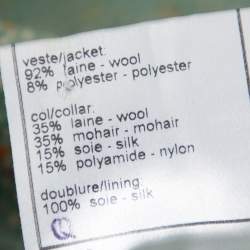 veste/jacket:
92% laine - wool
8% polyester - polyester
col/collar:
35% laine - wool
35% mohair - mohair
15% soie - silk
15% polyamide - nylon
doublure/lining:
100% soie - silk